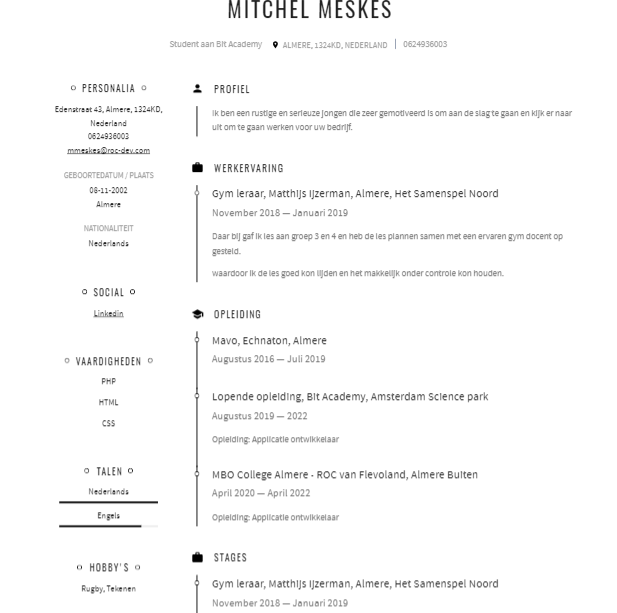 MITCHEL MESKES
Student aan Bit Academy ALMERE, 1324KD, NEDERLAND 0624936003
PERSONALIA
Edenstraat 43, Almere, 1324KD,
Nederland
0624936003
mmeskes@roc-dev.com
GEBOORTEDATUM / PLAATS
08-11-2002
Almere
NATIONALITEIT
Nederlands
SOCIAL
Linkedin
VAARDIGHEDEN
PHP
HTML
CSS
TALEN
Nederlands
Engels
HOBBY'S
Rugby, Tekenen
PROFIEL
ik ben een rustige en serieuze jongen die zeer gemotiveerd is om aan de slag te gaan en kijk er naar
uit om te gaan werken voor uw bedrijf.
WERKERVARING
Gym leraar, Matthijs Ijzerman, Almere, Het Samenspel Noord
November 2018 — Januari 2019
Daar bij gaf ik les aan groep 3 en 4 en heb de les plannen samen met een ervaren gym docent op
gesteld.
waardoor ik de les goed kon lijden en het makkelijk onder controle kon houden.
OPLEIDING
Mavo, Echnaton, Almere
Augustus 2016 — Juli 2019
Lopende opleiding, Bit Academy, Amsterdam Science park
Augustus 2019 — 2022
Opleiding: Applicatie ontwikkelaar
MBO College Almere - ROC van Flevoland, Almere Buiten
April 2020 — April 2022
Opleiding: Applicatie ontwikkelaar
STAGES
Gym leraar, Matthijs Ijzerman, Almere, Het Samenspel Noord
November 2018 — Januari 2019